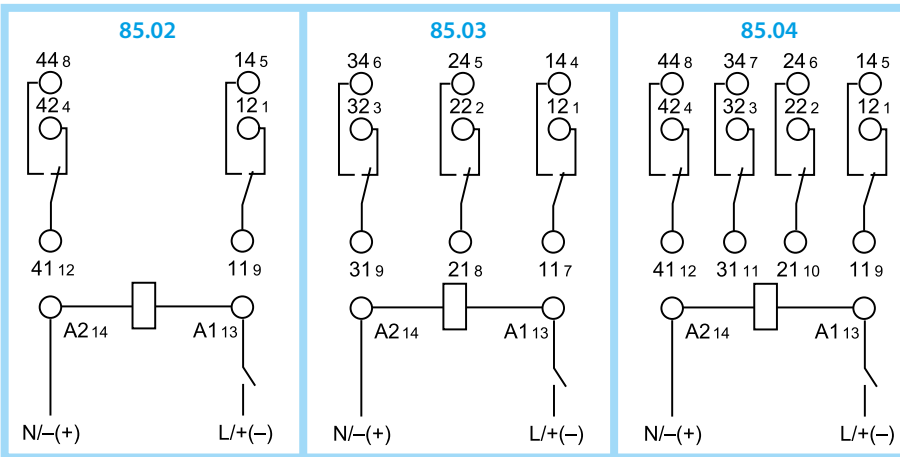 85.02
44 8 14 5
42 4 12 1
41 12 11 9
A2 14 A1 13
N/–(+) L/+(–)
85.03
34 6 24 5 14 4
32 3 22 2 12 1
31 9 21 8 11 7
A2 14 A1 13
N/–(+) L/+(–)
85.04
44 8 34 7 24 6 14 5
42 4 32 3 22 2 12 1
41 12 31 11 21 10 11 9
A2 14 A1 13
N/–(+) L/+(–)